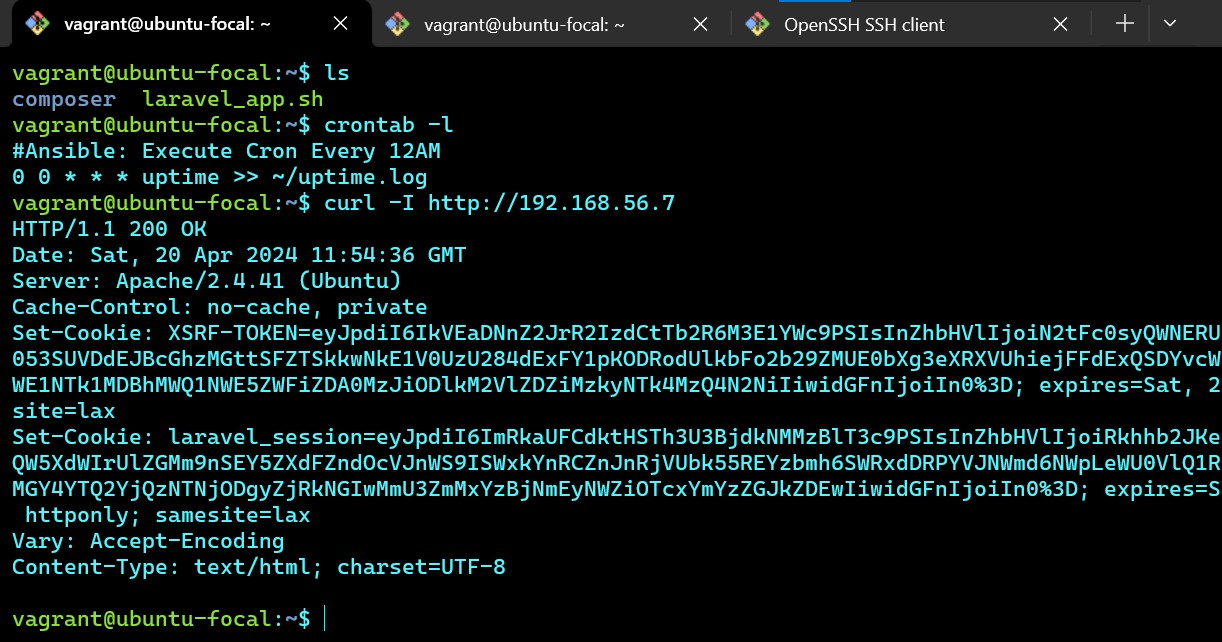 vagrant@ubuntu-focal: ~
vagrant@ubuntu-focal: ~
OpenSSH SSH client
vagrant@ubuntu-focal:~$ ls
composer  laravel_app.sh
vagrant@ubuntu-focal:~$ crontab -l
#Ansible: Execute Cron Every 12AM
0 0 * * * uptime >> ~/uptime.log
vagrant@ubuntu-focal:~$ curl -I http://192.168.56.7
HTTP/1.1 200 OK
Date: Sat, 20 Apr 2024 11:54:36 GMT
Server: Apache/2.4.41 (Ubuntu)
Cache-Control: no-cache, private
Set-Cookie: XSRF-TOKEN=eyJpdiI6IkVEaDNnZ2JrR2IzdCtTb2R6M3E1YWc9PSIsInZhbHVlIjoiN2tFc0syQWNERU
053SUVDdEJBcGhzMGttSFZTSkkwNkE1V0UzU284dExFY1pKODRodUlkbFo2b29ZMUE0bXg3eXRXVUhiejFFdExQSDYvcW
WE1NTk1MDBhMWQ1NWE5ZWFiZDA0MzJiODlkM2VlZDZiMzkyNTk4MzQ4N2NiIiwidGFnIjoiIn0%3D; expires=Sat, 2
site=lax
Set-Cookie: laravel_session=eyJpdiI6ImRkaUFCdktHSTh3U3BjdkNMMzBlT3c9PSIsInZhbHVlIjoiRkhhb2JKe
QW5XdWIrUlZGMm9nSEY5ZXdFZndOcVJnWS9ISWxkYnRCZnJnRjVUbk55REYzbmh6SWRxdDRPYVJNWmd6NWpLeWU0VlQ1R
MGY4YTQ2YjQzNTNjODgyZjRkNGIwMmU3ZmMxYzBjNmEyNWZiOTcxYmYzZGJkZDEwIiwidGFnIjoiIn0%3D; expires=S
 httponly; samesite=lax
Vary: Accept-Encoding
Content-Type: text/html; charset=UTF-8
vagrant@ubuntu-focal:~$